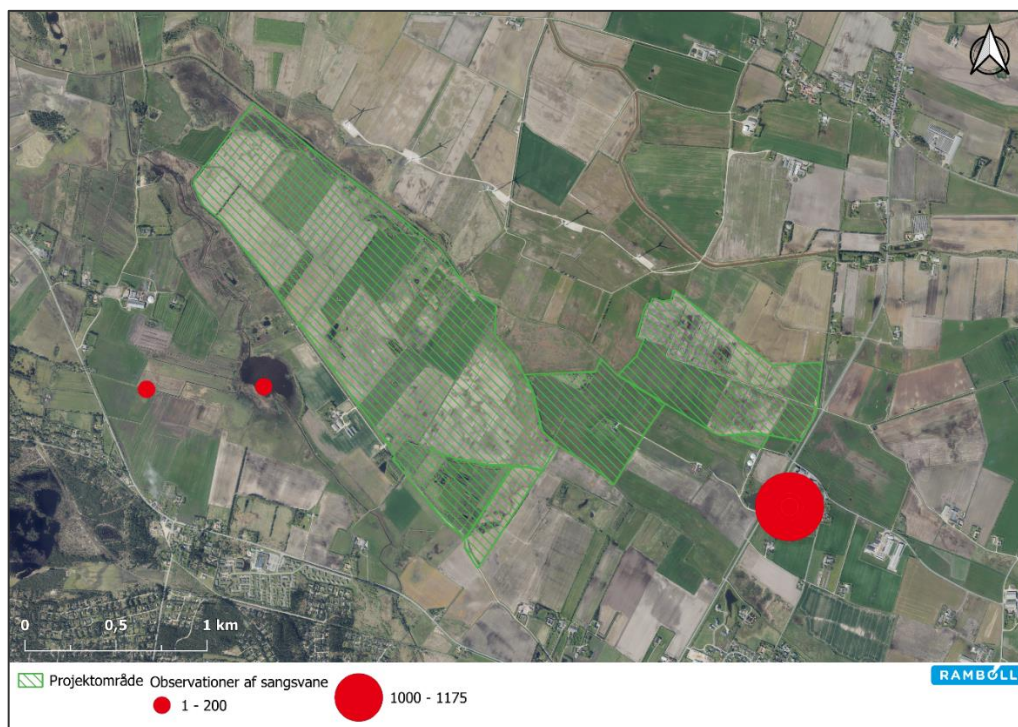 0 0,5 1 km
Projektområde Observationer af sangsvane
1 - 200 1000 - 1175
RAMBOLL